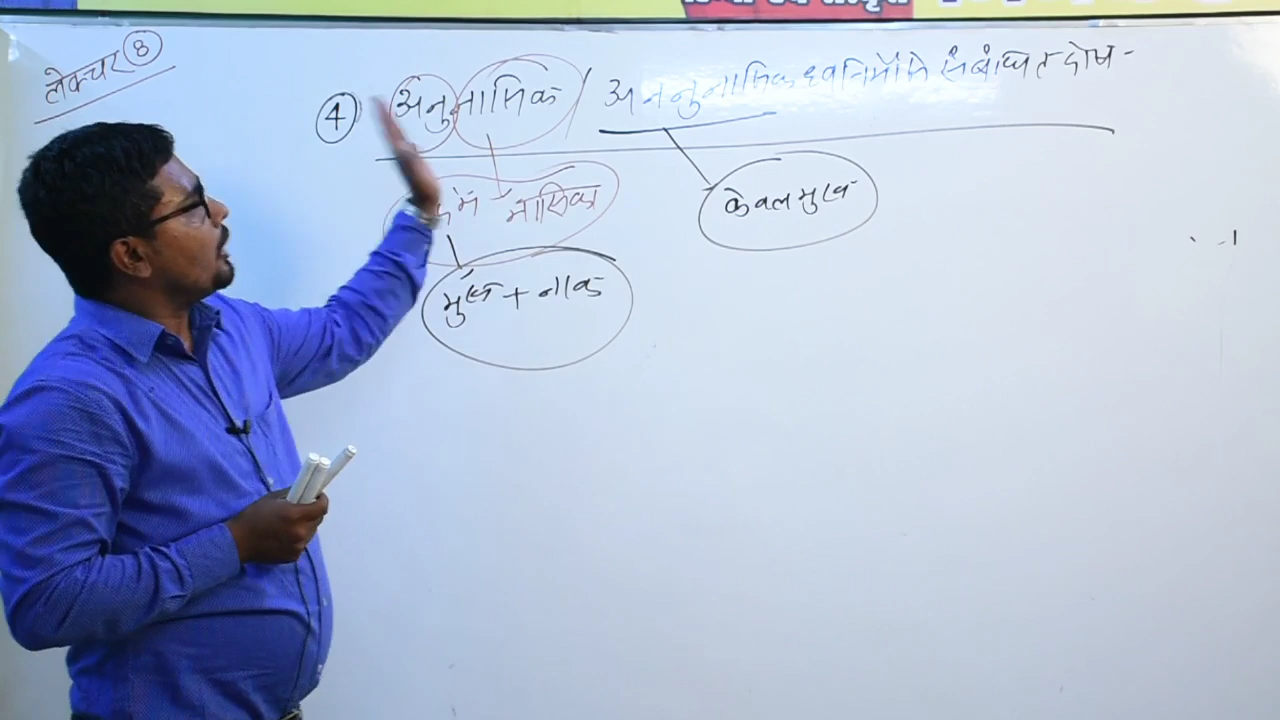 लेक्चर 8
4 अनुनासिक / अननुनासिक ध्वनियों से संबंधित दोष -
में नासिका
केवल मुख
मुख + नाक